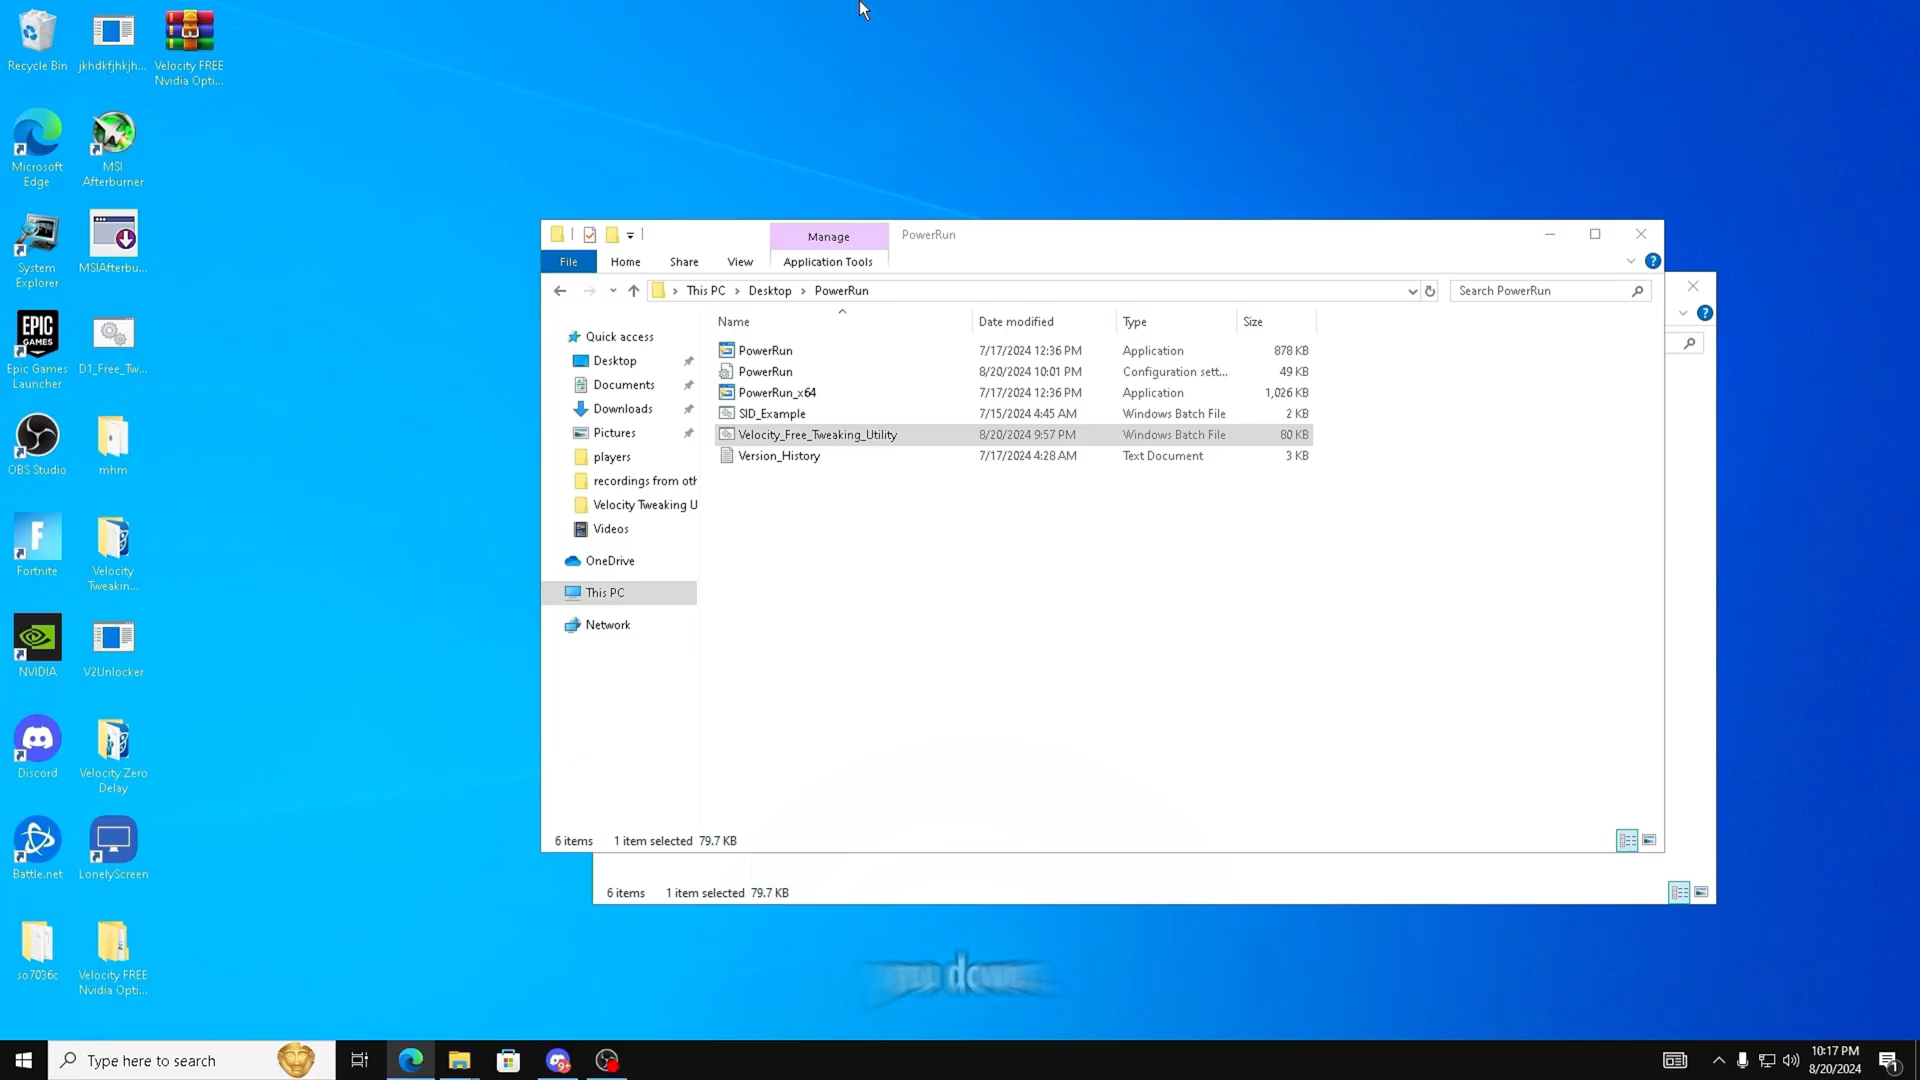 Recycle Bin
jkhdkfjhkjh...
Velocity FREE
Nvidia Opti...
Microsoft
Edge
MSI
Afterburner
System
Explorer
MSIAfterbu...
EPIC
GAMES
Epic Games
Launcher
D1_Free_Tw...
OBS Studio
mhm
Fortnite
Velocity
Tweakin...
NVIDIA
V2Unlocker
Discord
Velocity Zero
Delay
Battle.net
LonelyScreen
so7036c
Velocity FREE
Nvidia Opti...
Manage
PowerRun
File
Home
Share
View
Application Tools
This PC
Desktop
PowerRun
Search PowerRun
Name
Date modified
Type
Size
Quick access
Desktop
Documents
Downloads
Pictures
players
recordings from oth
Velocity Tweaking U
Videos
OneDrive
This PC
Network
PowerRun 7/17/2024 12:36 PM Application 878 KB
PowerRun 8/20/2024 10:01 PM Configuration sett... 49 KB
PowerRun_x64 7/17/2024 12:36 PM Application 1,026 KB
SID_Example 7/15/2024 4:45 AM Windows Batch File 2 KB
Velocity_Free_Tweaking_Utility 8/20/2024 9:57 PM Windows Batch File 80 KB
Version_History 7/17/2024 4:28 AM Text Document 3 KB
6 items 1 item selected 79.7 KB
6 items 1 item selected 79.7 KB
Type here to search
9+
10:17 PM
8/20/2024
1